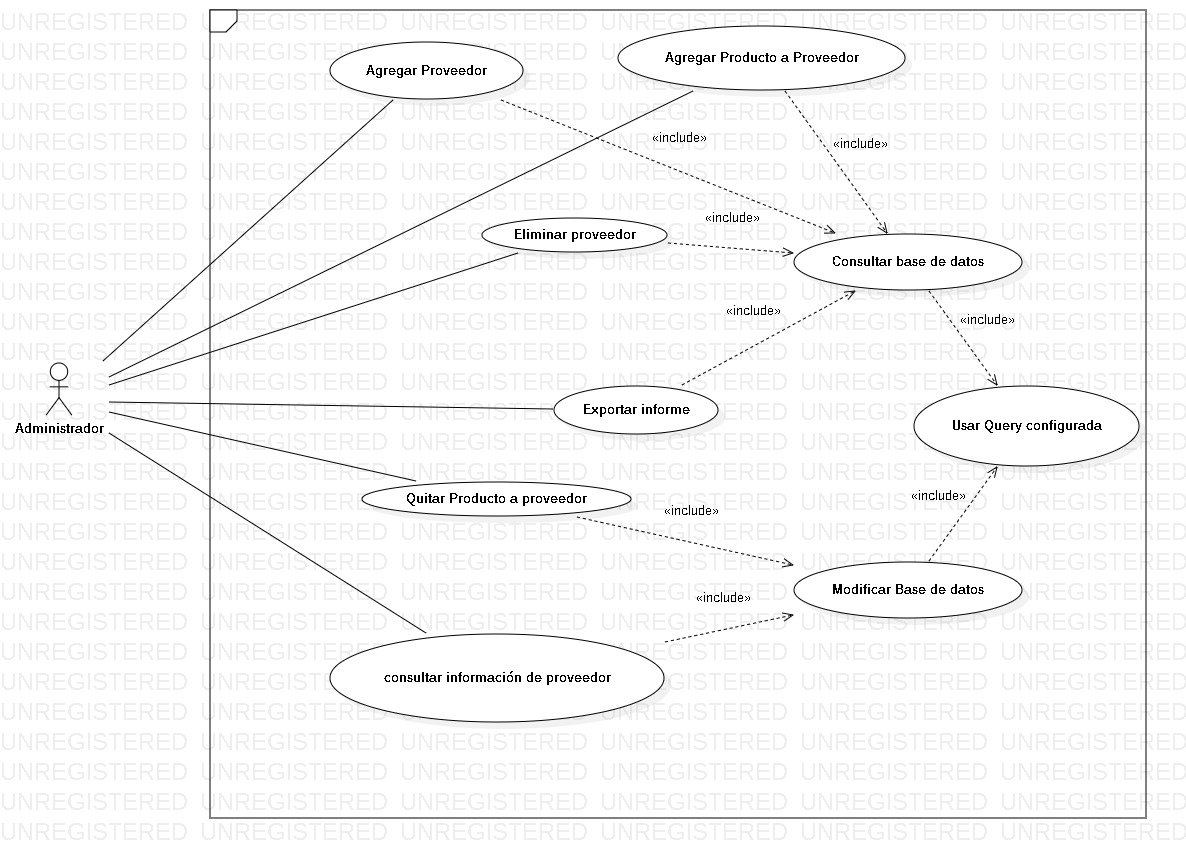 Agregar Proveedor
Agregar Producto a Proveedor
«include»
«include»
Eliminar proveedor
«include»
Consultar base de datos
«include»
«include»
Administrador
Exportar informe
Usar Query configurada
Quitar Producto a proveedor
«include»
«include»
Modificar Base de datos
«include»
consultar información de proveedor
UNREGISTERED